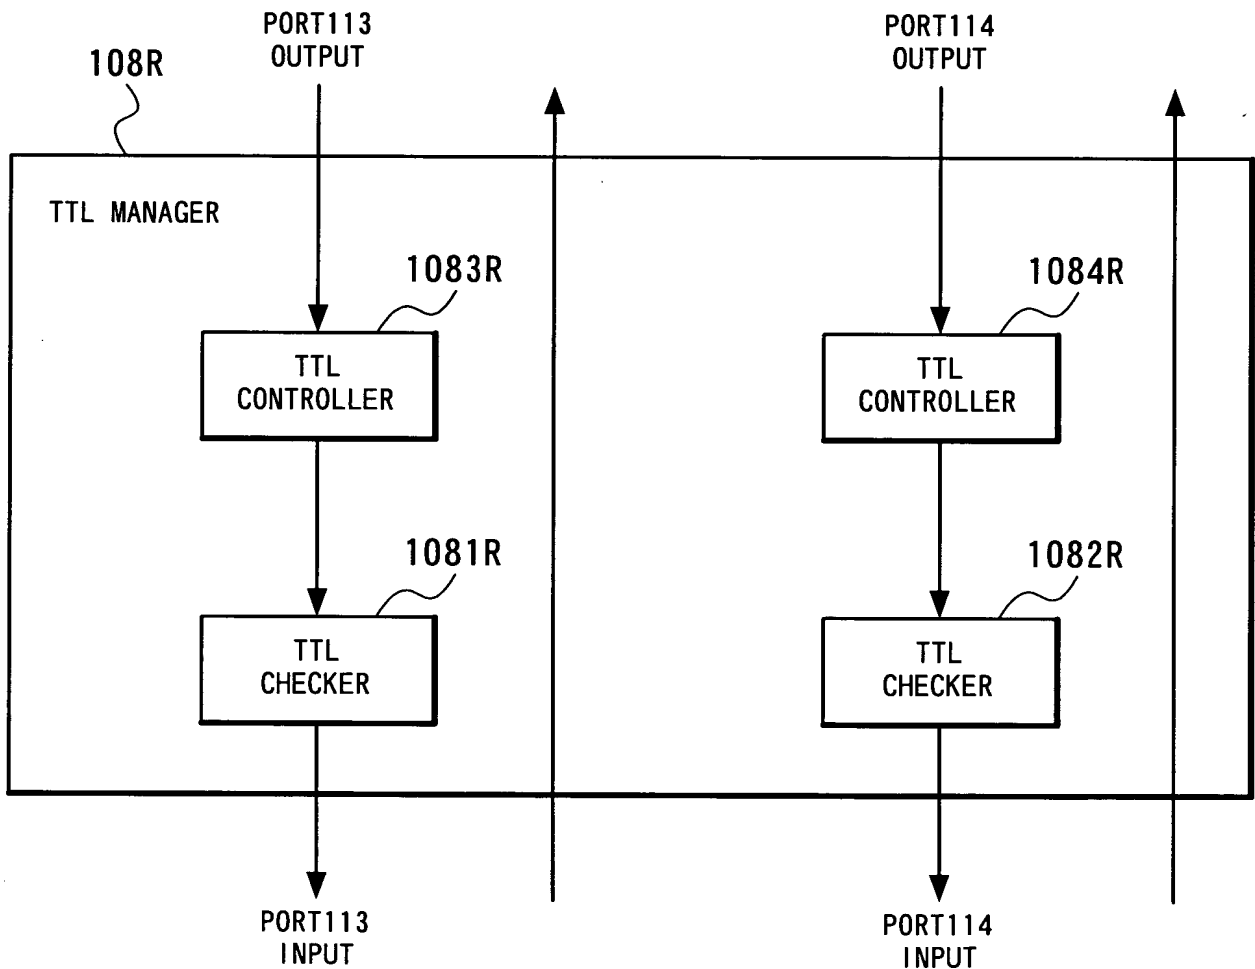 PORT113
OUTPUT
PORT114
OUTPUT
108R
TTL MANAGER
1083R
1084R
TTL
CONTROLLER
TTL
CONTROLLER
1081R
1082R
TTL
CHECKER
TTL
CHECKER
PORT113
INPUT
PORT114
INPUT